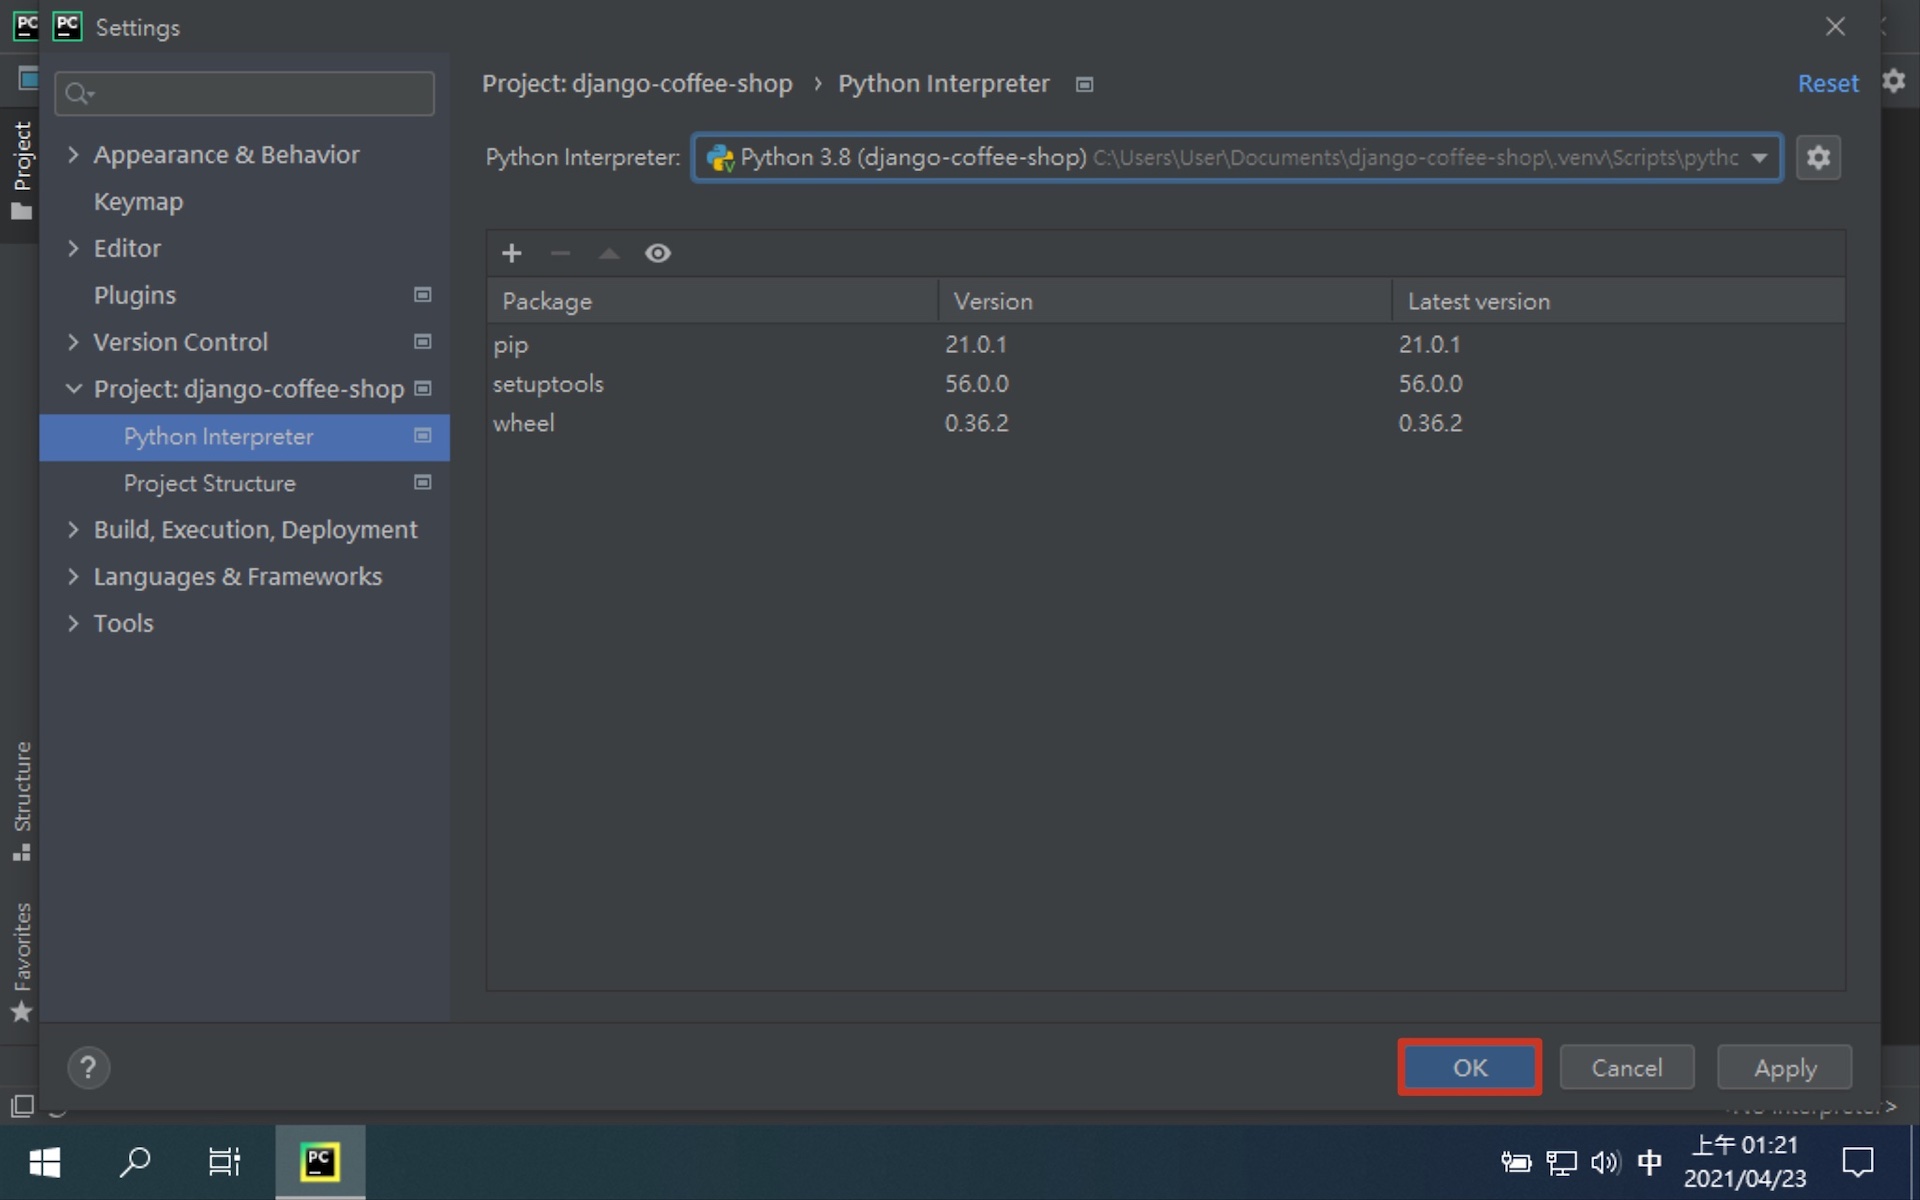 PC
PC
Settings
Project: django-coffee-shop › Python Interpreter
Reset
Project
Python Interpreter:
Python 3.8 (django-coffee-shop) C:\Users\User\Documents\django-coffee-shop\.venv\Scripts\pythc
Appearance & Behavior
Keymap
Editor
Plugins
Version Control
Project: django-coffee-shop
Python Interpreter
Project Structure
Build, Execution, Deployment
Languages & Frameworks
Tools
Package Version Latest version
pip 21.0.1 21.0.1
setuptools 56.0.0 56.0.0
wheel 0.36.2 0.36.2
Structure
Favorites
?
OK Cancel Apply
PC
中
上午 01:21
2021/04/23